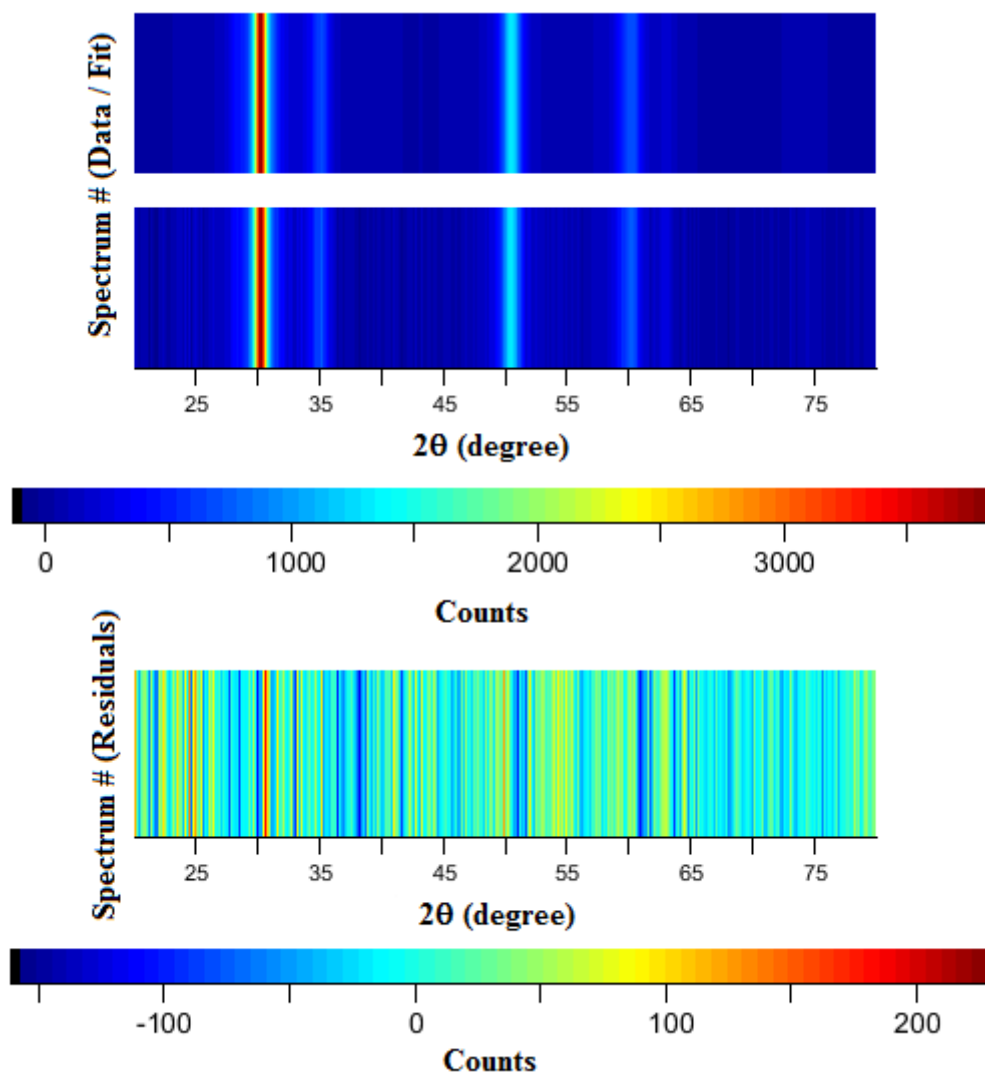 Spectrum # (Data / Fit)
25 35 45 55 65 75
2θ (degree)
0 1000 2000 3000
Counts
Spectrum # (Residuals)
25 35 45 55 65 75
2θ (degree)
-100 0 100 200
Counts